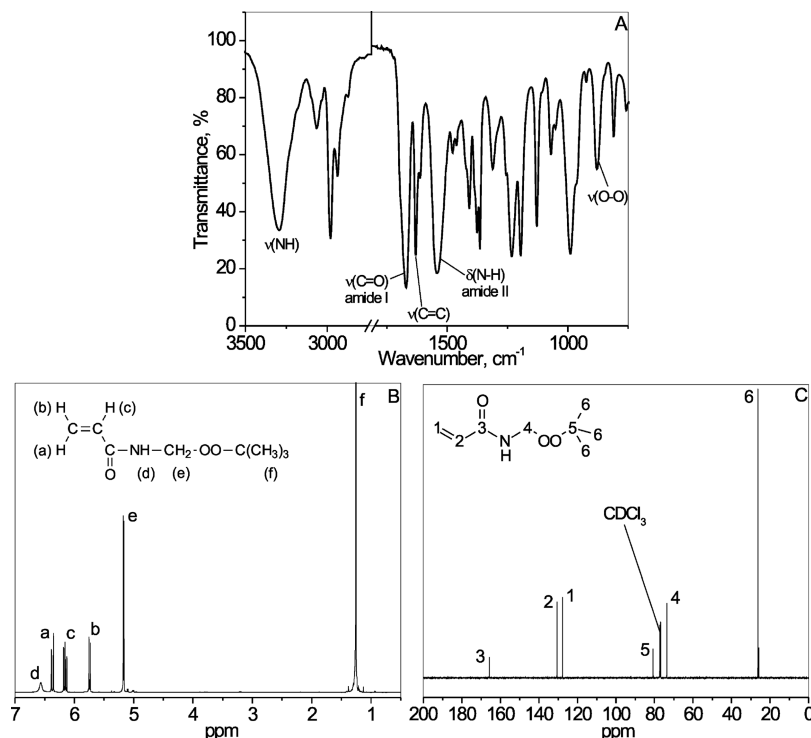 A
100
80
60
40
20
0
Transmittance, %
ν(NH)
ν(C=O)
amide I
ν(C=C)
δ(N-H)
amide II
ν(O-O)
3500 3000 1500 1000
Wavenumber, cm-1
B
(b) H H (c)
C=C
(a) H C–NH–CH2–OO–C(CH3)3
O (d) (e) (f)
f
e
a c b
d
7 6 5 4 3 2 1
ppm
C
6
O 6
1 3 4 5 6
2 N OO 6
H
CDCl3
2 1 4
5
3
200 180 160 140 120 100 80 60 40 20 0
ppm